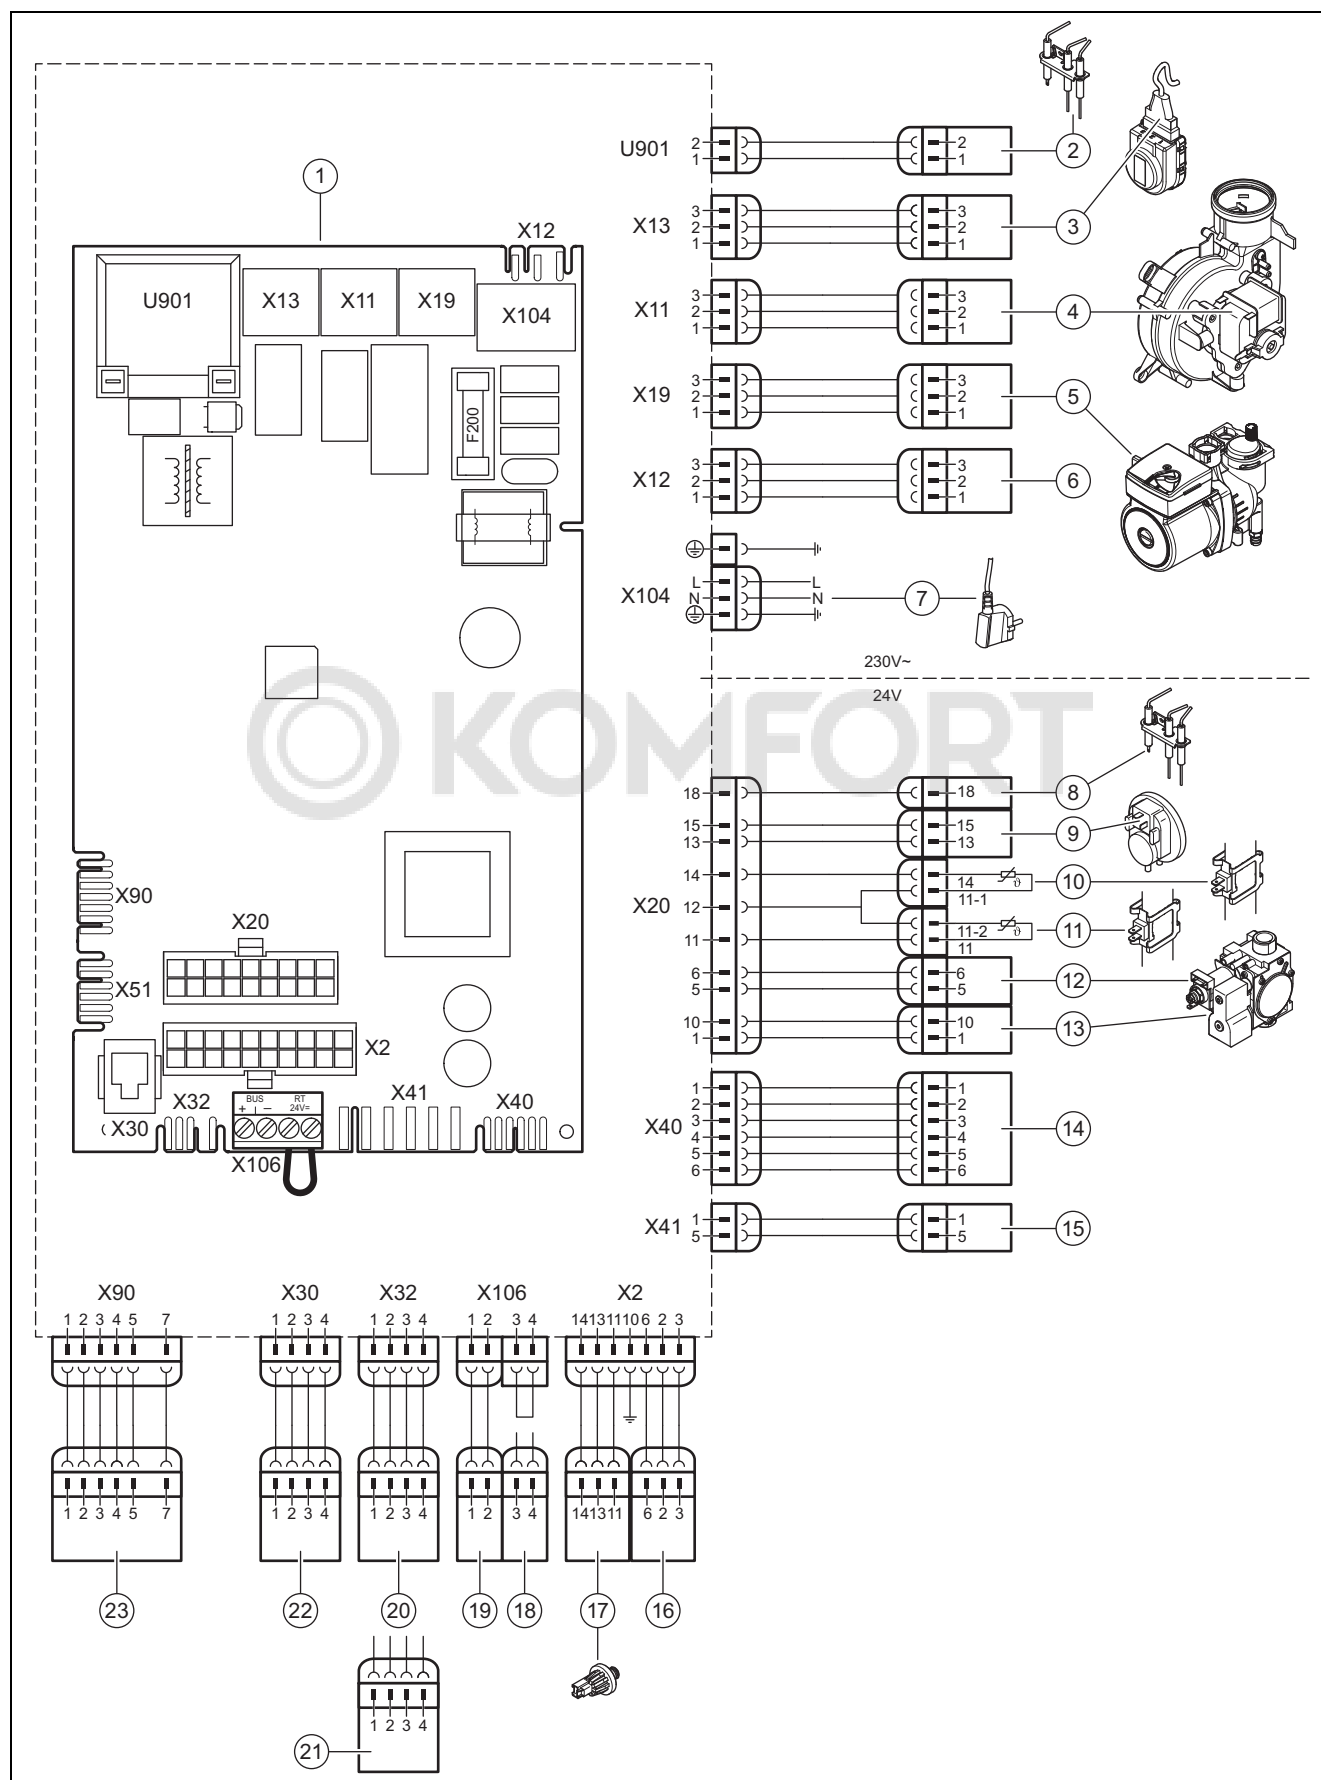 U901
2
1
2
1
2
X13
3
2
1
3
2
1
3
X11
3
2
1
3
2
1
4
X19
3
2
1
3
2
1
5
X12
3
2
1
3
2
1
6
X104
L
N
L
N
7
230V~
24V
1
X12
U901
X13
X11
X19
X104
F200
KOMFORT
X20
18
15
13
14
12
11
6
5
10
1
18
8
15
13
9
14
11-1
ϑ
10
11-2
11
ϑ
11
6
5
12
10
1
13
X90
X20
X51
X2
X32
BUS
+ –
RT
24V=
X41
X40
X30
X106
X40
1
2
3
4
5
6
1
2
3
4
5
6
14
X41
1
5
1
5
15
X90
1 2 3 4 5 7
1 2 3 4 5 7
23
X30
1 2 3 4
1 2 3 4
22
X32
1 2 3 4
1 2 3 4
20
1 2 3 4
21
X106
1 2 3 4
1 2 3 4
19
18
X2
14 13 11 10 6 2 3
14 13 11 6 2 3
17
16